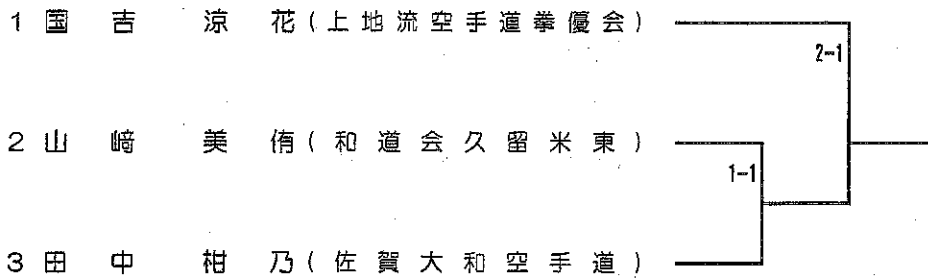 1 国吉 涼花(上地流空手道拳優会)
2-1
2 山﨑 美侑(和道会久留米東)
1-1
3 田中 柑乃(佐賀大和空手道)